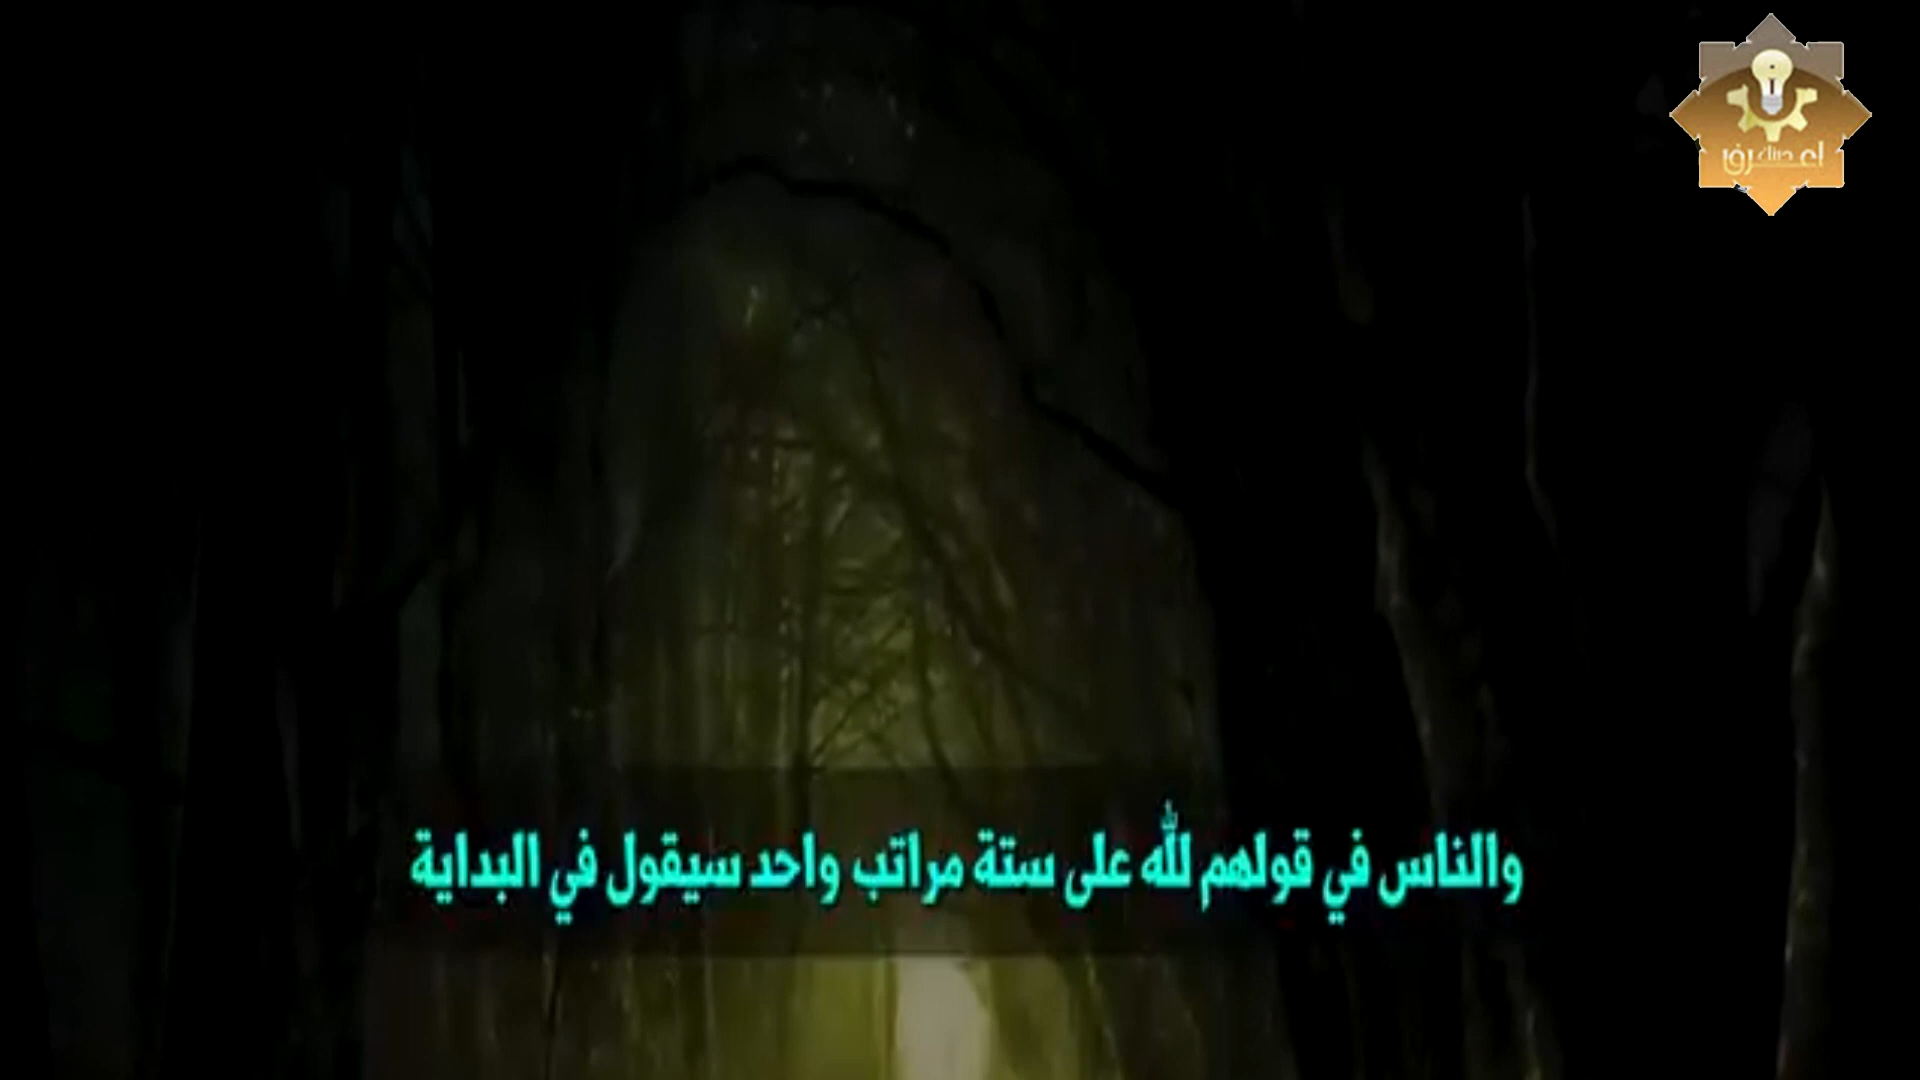 والناس في قولهم لله على ستة مراتب واحد سيقول في البداية